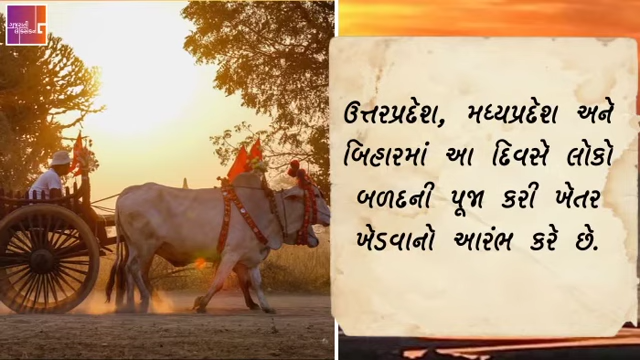 ઉત્તરપ્રદેશ, મધ્યપ્રદેશ અને
બિહારમાં આ દિવસે લોકો
બળદની પૂજા કરી ખેતર
ખેડવાનો આરંભ કરે છે.